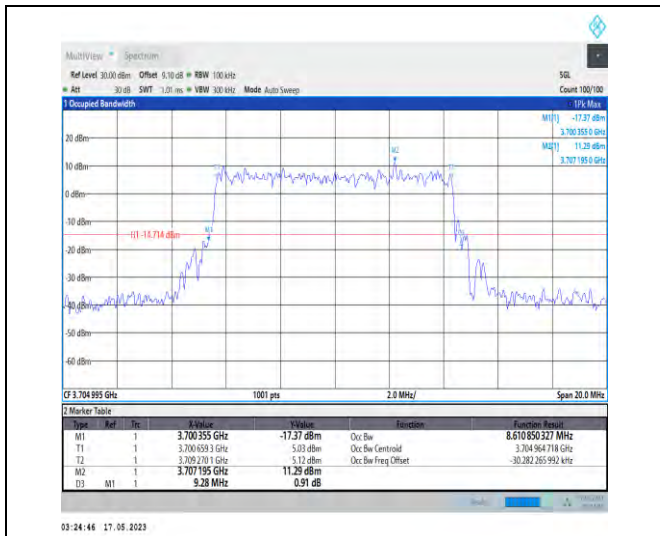 MultiView Spectrum
Ref Level 30.00 dBm Offset 9.10 dB RBW 100 kHz SGL
Att 30 dB SWT 1.01 ms VBW 300 kHz Mode Auto Sweep Count 100/100
1 Occupied Bandwidth 1Pk Max
M1[1] -17.37 dBm
3.700 355 0 GHz
M2[1] 11.29 dBm
3.707 195 0 GHz
20 dBm
M2
10 dBm
0 dBm
-10 dBm
H1 -14.714 dBm
M1
-20 dBm
-30 dBm
-40 dBm
-50 dBm
-60 dBm
CF 3.704 995 GHz 1001 pts 2.0 MHz/ Span 20.0 MHz
2 Marker Table
Type Ref Trc X-Value Y-Value Function Function Result
M1 1 3.700 355 GHz -17.37 dBm Occ Bw 8.610 850 327 MHz
T1 1 3.700 659 3 GHz 5.03 dBm Occ Bw Centroid 3.704 964 718 GHz
T2 1 3.709 270 1 GHz 5.12 dBm Occ Bw Freq Offset -30.282 265 992 kHz
M2 1 3.707 195 GHz 11.29 dBm
D3 M1 1 9.28 MHz 0.91 dB
03:24:46 17.05.2023